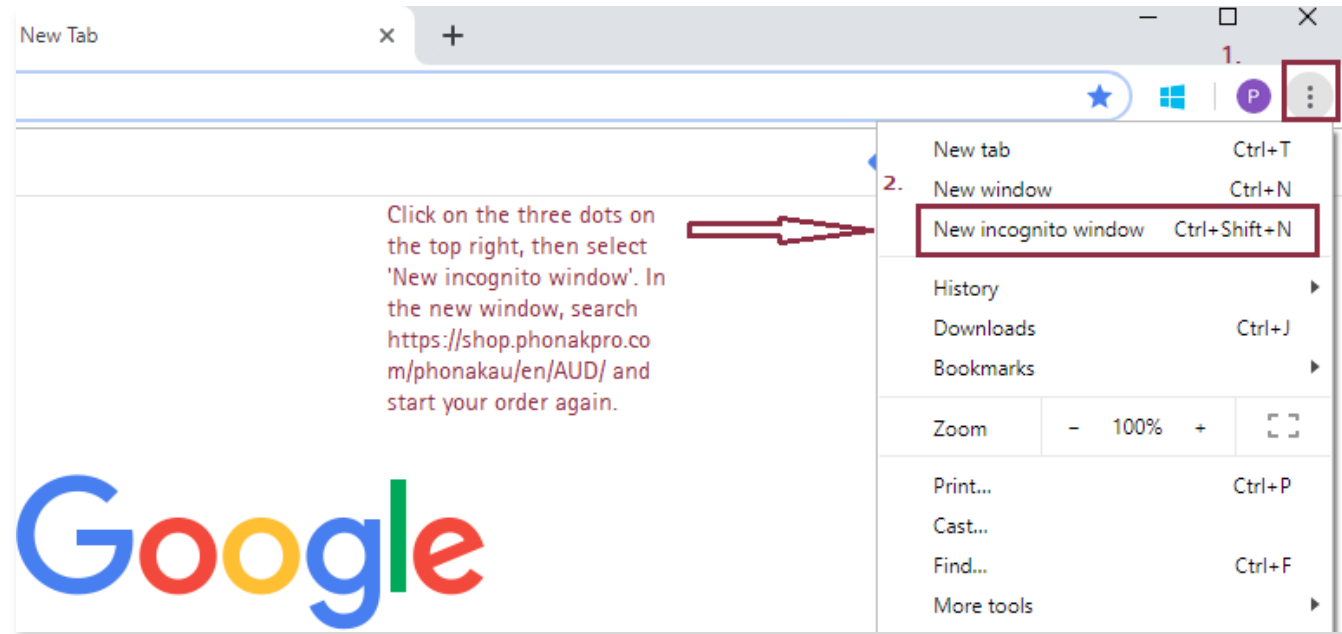 New Tab
1.
P
New tab Ctrl+T
2.
New window Ctrl+N
New incognito window Ctrl+Shift+N
Click on the three dots on
the top right, then select
'New incognito window'. In
the new window, search
https://shop.phonakpro.co
m/phonakau/en/AUD/ and
start your order again.
History
Downloads Ctrl+J
Bookmarks
Zoom - 100% +
Print... Ctrl+P
Cast...
Find... Ctrl+F
More tools
Google